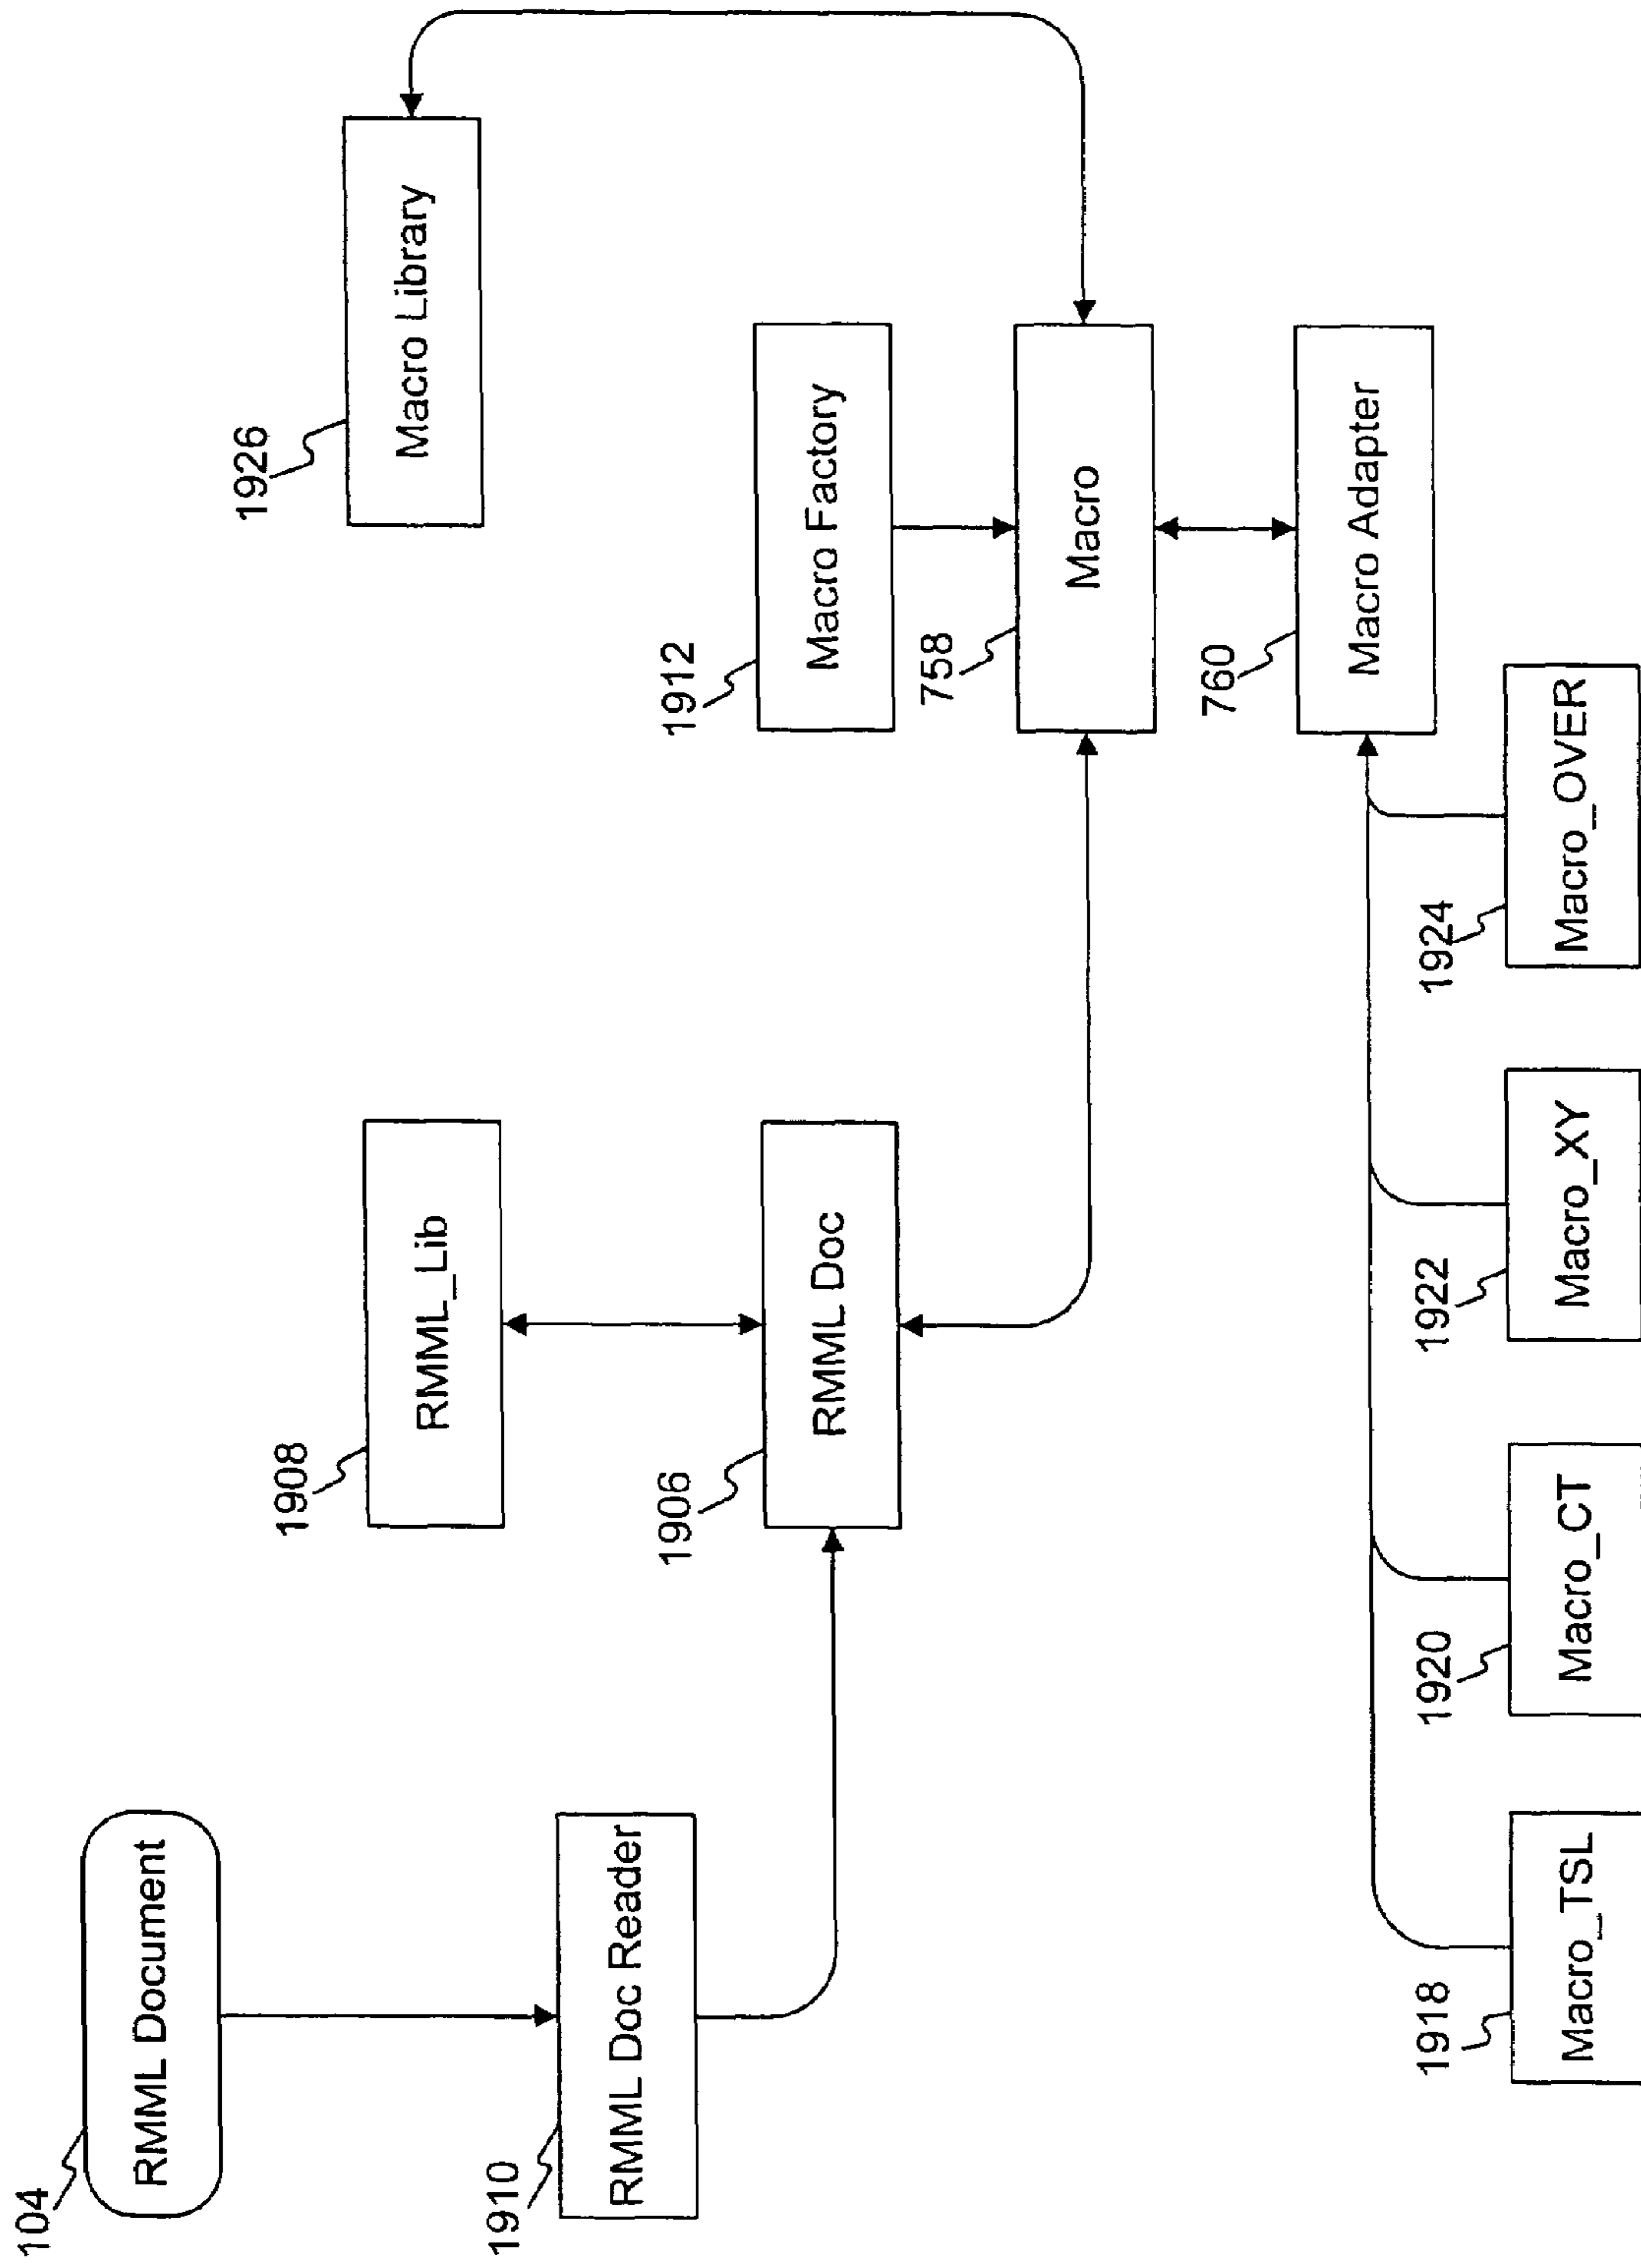 104
RMML Document
1910
RMML Doc Reader
1908
RMML_Lib
1906
RMML Doc
1926
Macro Library
1912
Macro Factory
758
Macro
760
Macro Adapter
1918
Macro_TSL
1920
Macro_CT
1922
Macro_XY
1924
Macro_OVER